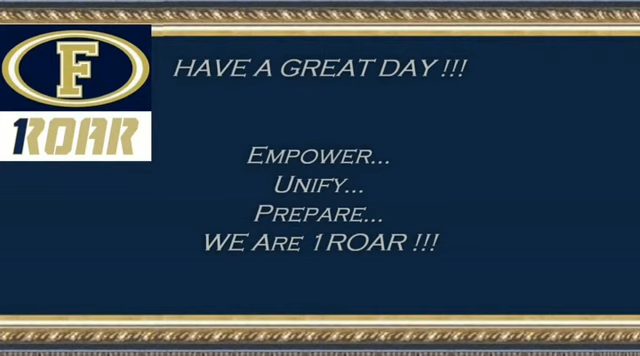 F
1ROAR
HAVE A GREAT DAY !!!
EMPOWER...
UNIFY...
PREPARE...
WE ARE 1ROAR !!!